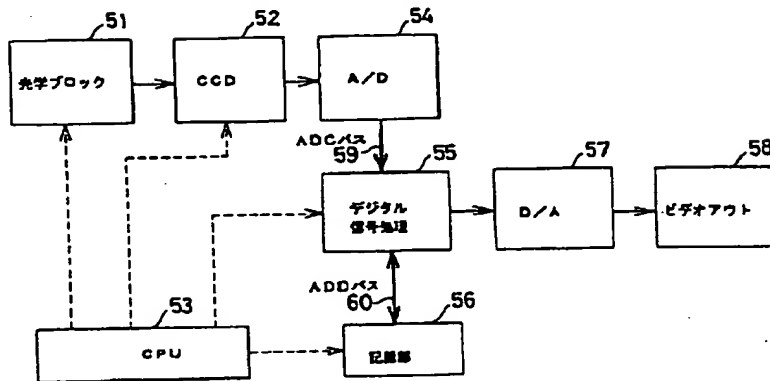 51
52
54
光学ブロック
CCD
A/D
ADCバス
59
55
57
58
デジタル
信号処理
D/A
ビデオアウト
ADDバス
60
53
56
CPU
記憶部